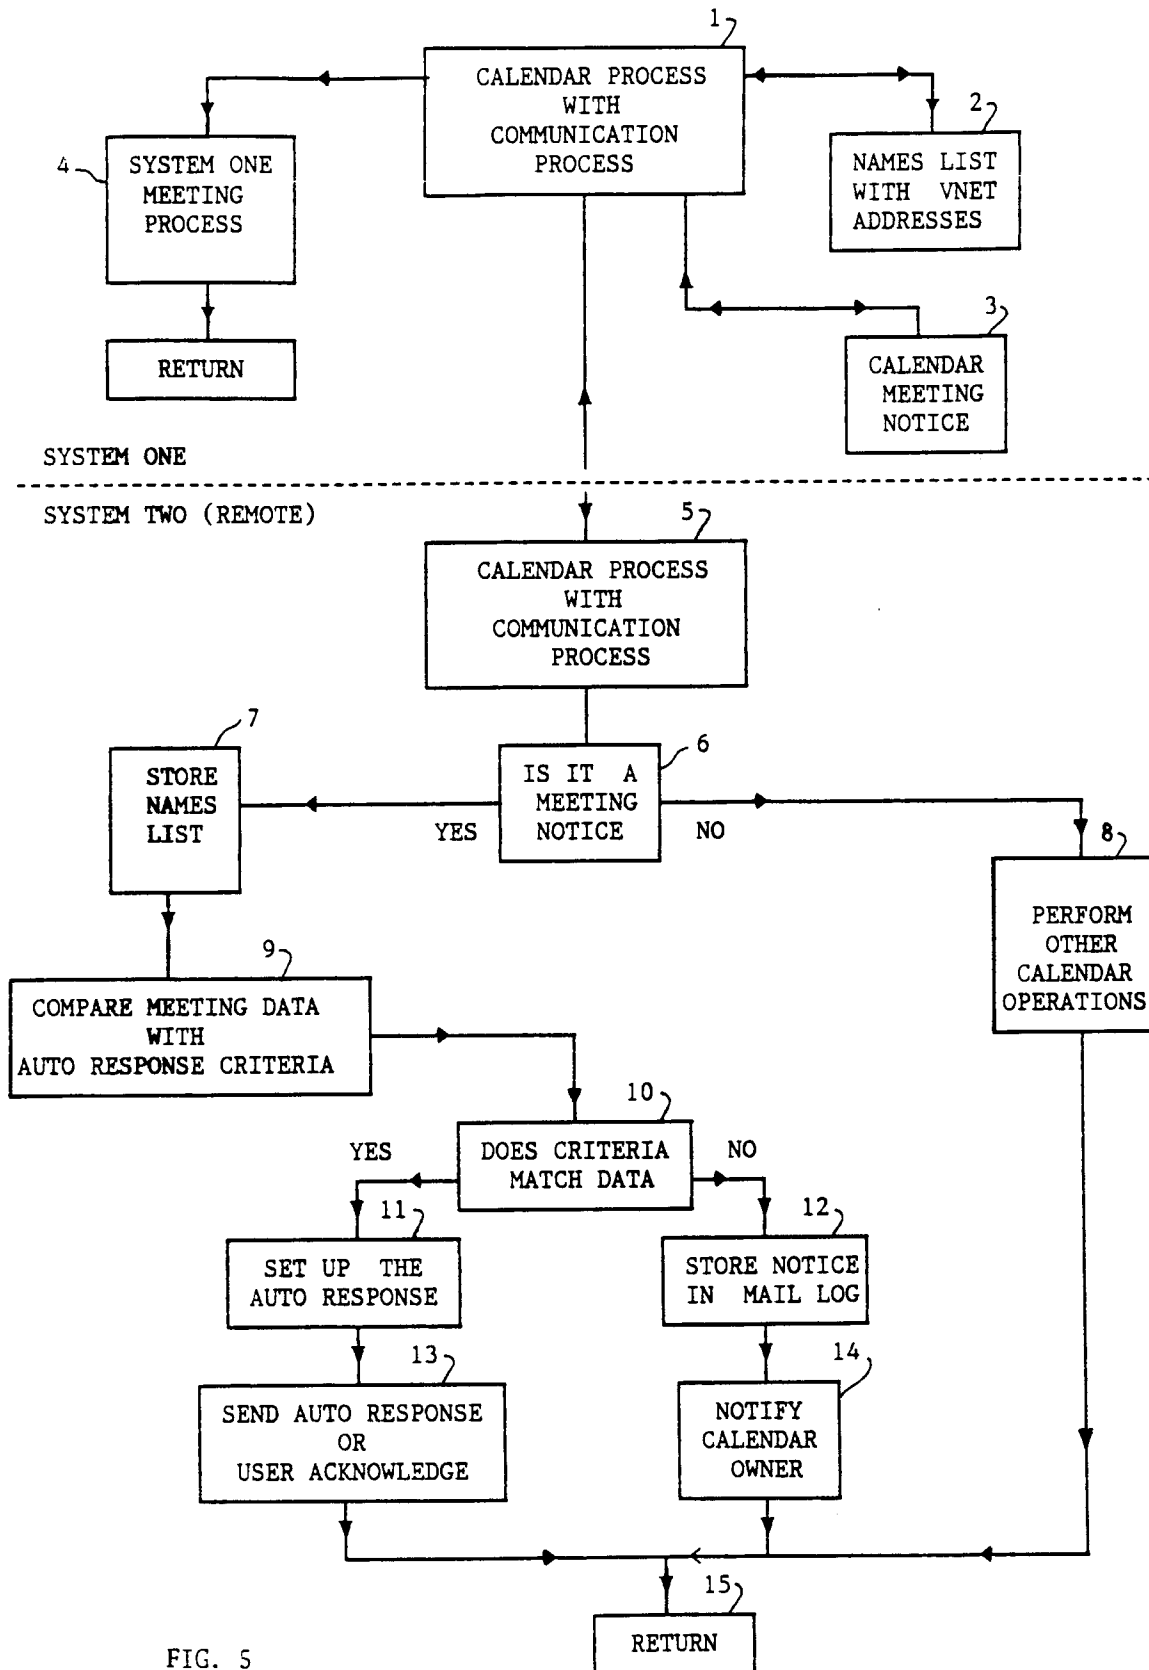 1
CALENDAR PROCESS
WITH
COMMUNICATION
PROCESS
2
NAMES LIST
WITH VNET
ADDRESSES
4
SYSTEM ONE
MEETING
PROCESS
RETURN
3
CALENDAR
MEETING
NOTICE
SYSTEM ONE
SYSTEM TWO (REMOTE)
5
CALENDAR PROCESS
WITH
COMMUNICATION
PROCESS
7
STORE
NAMES
LIST
6
IS IT A
MEETING
NOTICE
YES
NO
8
PERFORM
OTHER
CALENDAR
OPERATIONS
9
COMPARE MEETING DATA
WITH
AUTO RESPONSE CRITERIA
10
DOES CRITERIA
MATCH DATA
YES
NO
11
SET UP THE
AUTO RESPONSE
12
STORE NOTICE
IN MAIL LOG
13
SEND AUTO RESPONSE
OR
USER ACKNOWLEDGE
14
NOTIFY
CALENDAR
OWNER
15
RETURN
FIG. 5